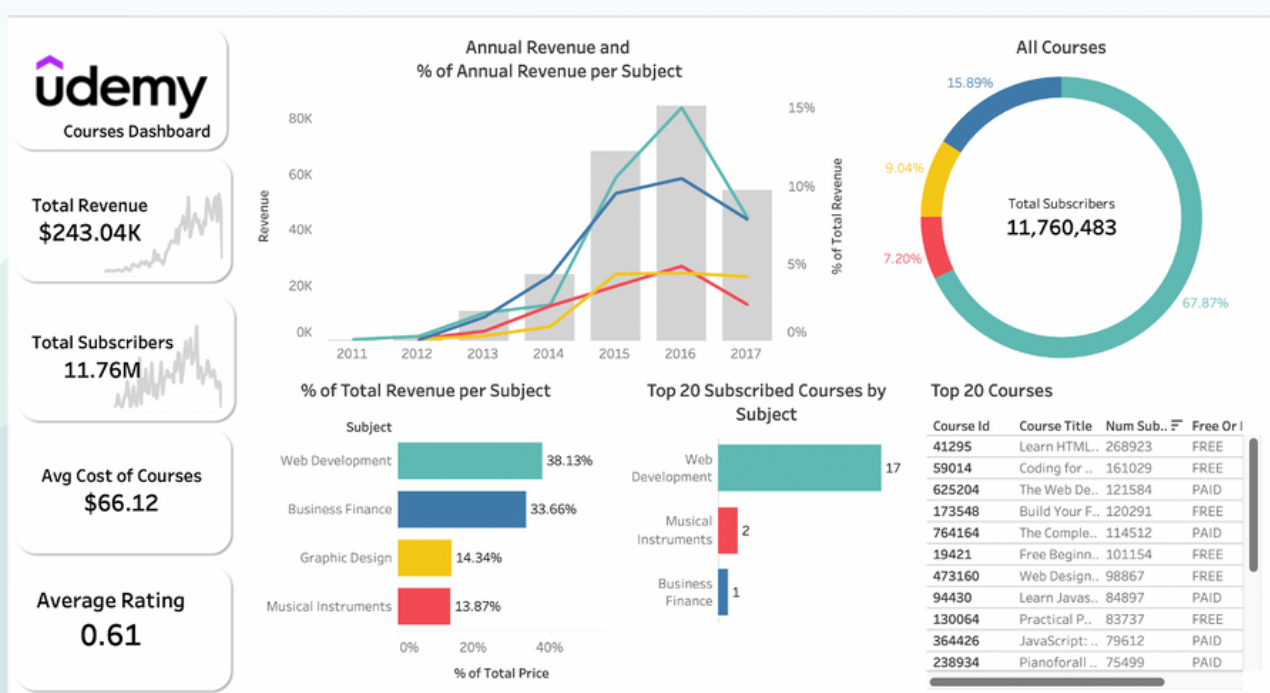 udemy
Courses Dashboard
Total Revenue
$243.04K
Total Subscribers
11.76M
Avg Cost of Courses
$66.12
Average Rating
0.61
Annual Revenue and
% of Annual Revenue per Subject
80K
60K
40K
20K
0K
Revenue
15%
10%
5%
0%
% of Total Revenue
2011
2012
2013
2014
2015
2016
2017
All Courses
15.89%
9.04%
7.20%
67.87%
Total Subscribers
11,760,483
% of Total Revenue per Subject
Subject
Web Development
38.13%
Business Finance
33.66%
Graphic Design
14.34%
Musical Instruments
13.87%
0%
20%
40%
% of Total Price
Top 20 Subscribed Courses by
Subject
Web
Development
17
Musical
Instruments
2
Business
Finance
1
Top 20 Courses
Course Id Course Title Num Sub.. Free Or
41295 Learn HTML.. 268923 FREE
59014 Coding for .. 161029 FREE
625204 The Web De.. 121584 PAID
173548 Build Your F.. 120291 FREE
764164 The Comple.. 114512 PAID
19421 Free Beginn.. 101154 FREE
473160 Web Design.. 98867 FREE
94430 Learn Javas.. 84897 PAID
130064 Practical P.. 83737 FREE
364426 JavaScript: .. 79612 PAID
238934 Pianoforall .. 75499 PAID